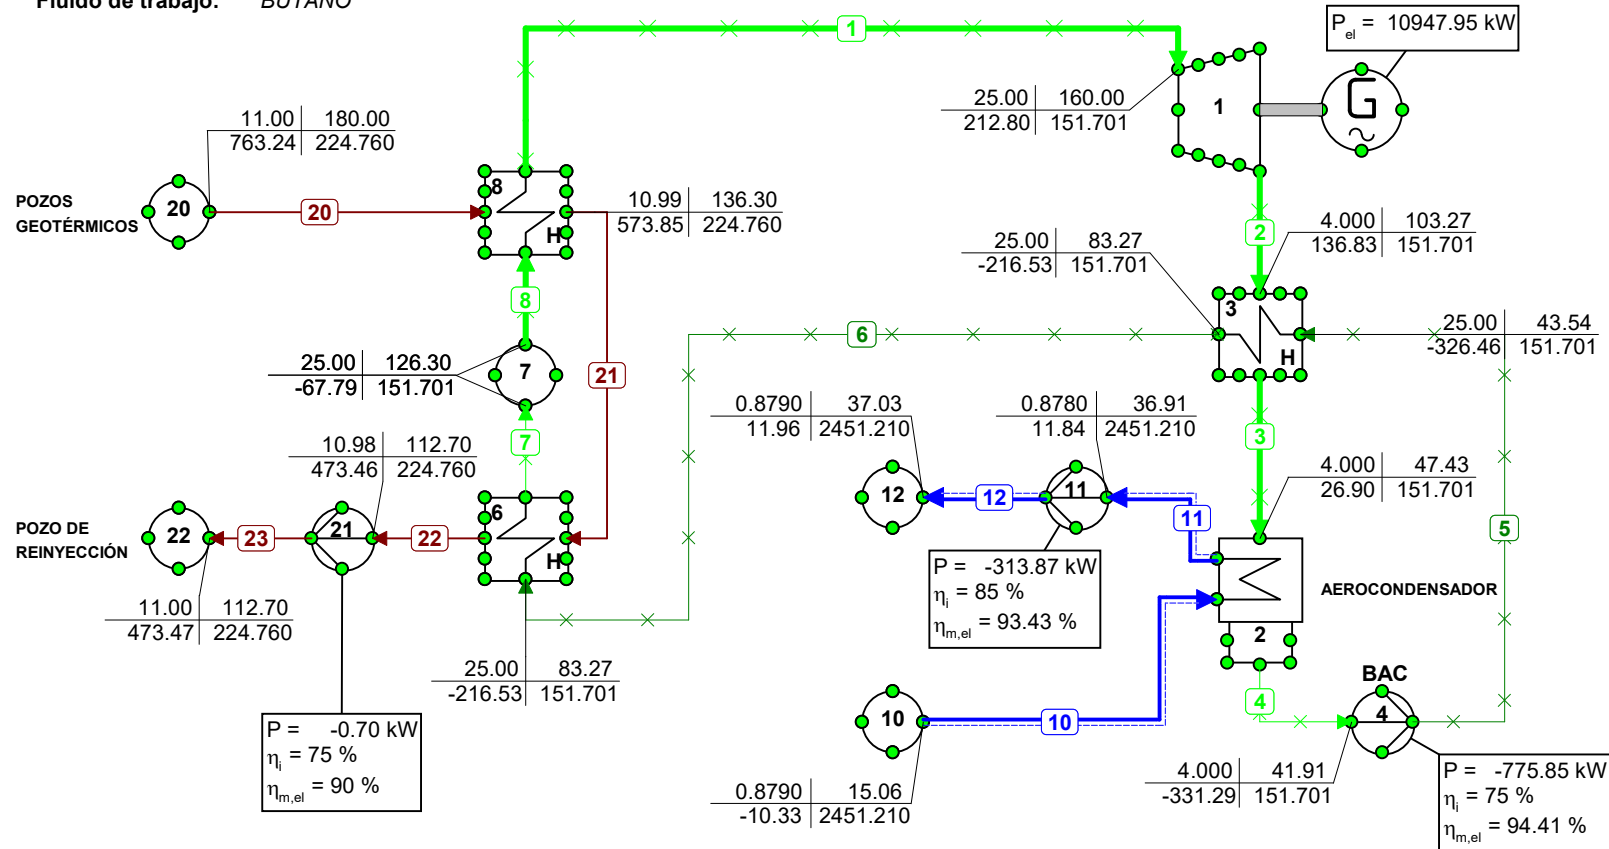 Fluido de trabajo: BUTANO
P el = 10947.95 kW
1
G
11.00 180.00
763.24 224.760
25.00 160.00
212.80 151.701
1
POZOS
GEOTÉRMICOS
20
20
8
H
10.99 136.30
573.85 224.760
2
4.000 103.27
136.83 151.701
25.00 83.27
-216.53 151.701
8
3
H
6
25.00 43.54
-326.46 151.701
25.00 126.30
-67.79 151.701
7
21
0.8790 37.03
11.96 2451.210
0.8780 36.91
11.84 2451.210
3
7
10.98 112.70
473.46 224.760
4.000 47.43
26.90 151.701
POZO DE
REINYECCIÓN
22
23
21
22
6
H
12
12
11
11
5
P = -313.87 kW
ηi = 85 %
ηm,el = 93.43 %
AEROCONDENSADOR
2
11.00 112.70
473.47 224.760
25.00 83.27
-216.53 151.701
BAC
4
4
10
10
P = -0.70 kW
ηi = 75 %
ηm,el = 90 %
0.8790 15.06
-10.33 2451.210
4.000 41.91
-331.29 151.701
P = -775.85 kW
ηi = 75 %
ηm,el = 94.41 %